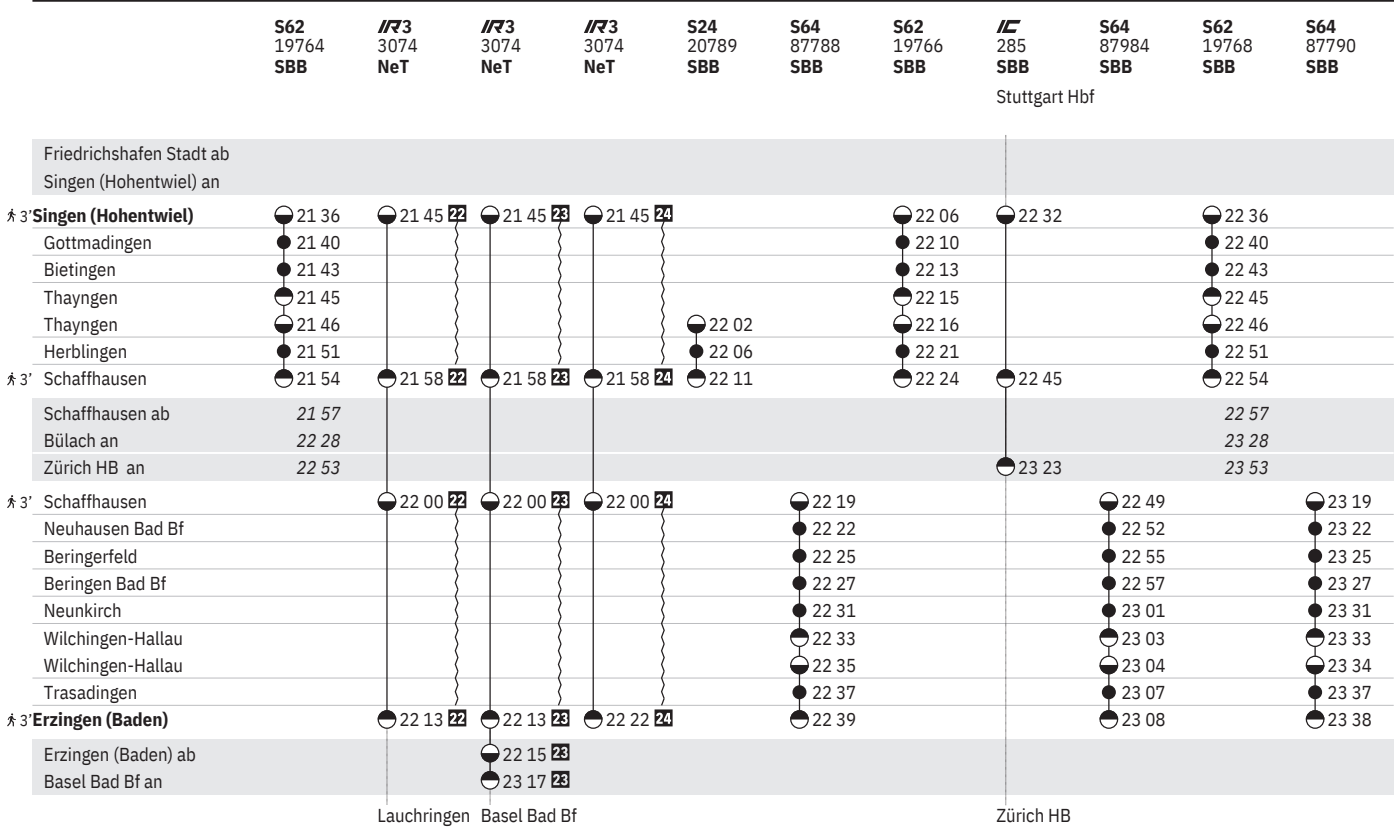 S62 IR3 IR3 IR3 S24 S64 S62 IC S64 S62 S64
19764 3074 3074 3074 20789 87788 19766 285 87984 19768 87790
SBB NeT NeT NeT SBB SBB SBB SBB SBB SBB SBB
Stuttgart Hbf
Friedrichshafen Stadt ab
Singen (Hohentwiel) an
3' Singen (Hohentwiel) 21 36 21 45 22 21 45 23 21 45 24 22 06 22 32 22 36
Gottmadingen 21 40 22 10 22 40
Bietingen 21 43 22 13 22 43
Thayngen 21 45 22 15 22 45
Thayngen 21 46 22 02 22 16 22 46
Herblingen 21 51 22 06 22 21 22 51
3' Schaffhausen 21 54 21 58 22 21 58 23 21 58 24 22 11 22 24 22 45 22 54
Schaffhausen ab 21 57 22 57
Bülach an 22 28 23 28
Zürich HB an 22 53 23 23 23 53
3' Schaffhausen 22 00 22 22 00 23 22 00 24 22 19 22 49 23 19
Neuhausen Bad Bf 22 22 22 52 23 22
Beringerfeld 22 25 22 55 23 25
Beringen Bad Bf 22 27 22 57 23 27
Neunkirch 22 31 23 01 23 31
Wilchingen-Hallau 22 33 23 03 23 33
Wilchingen-Hallau 22 35 23 04 23 34
Trasadingen 22 37 23 07 23 37
3' Erzingen (Baden) 22 13 22 22 13 23 22 22 24 22 39 23 08 23 38
Erzingen (Baden) ab 22 15 23
Basel Bad Bf an 23 17 23
Lauchringen Basel Bad Bf Zürich HB